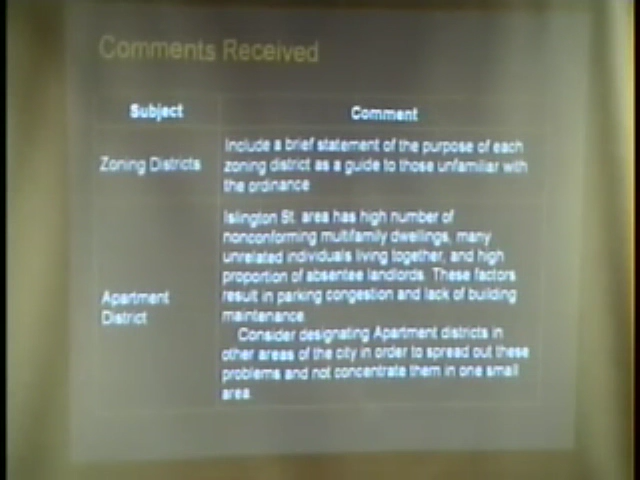 Comments Received
Subject
Comment
Zoning Districts
Include a brief statement of the purpose of each
zoning district as a guide to those unfamiliar with
the ordinance
Apartment
District
Islington St. area has high number of
nonconforming multifamily dwellings, many
unrelated individuals living together, and high
proportion of absentee landlords. These factors
result in parking congestion and lack of building
maintenance
Consider designating Apartment districts in
other areas of the city in order to spread out these
problems and not concentrate them in one small
area